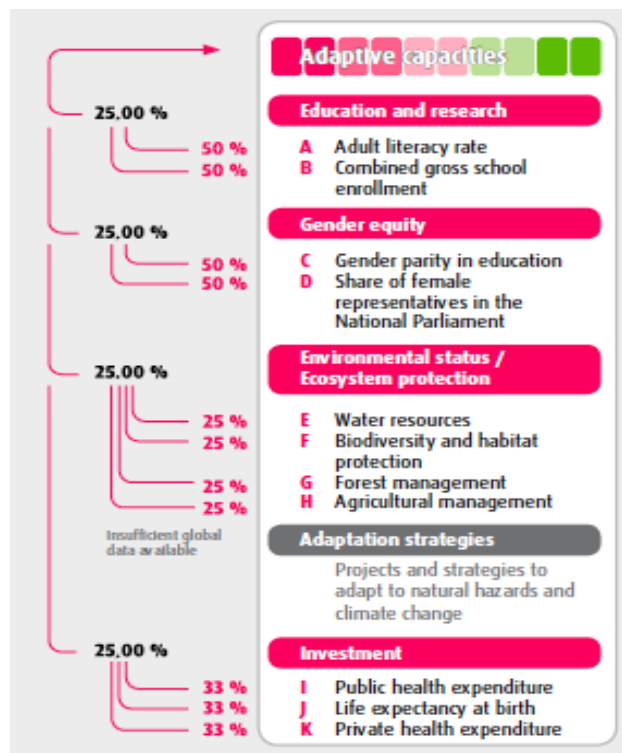 Adaptive capacities
25.00 %
Education and research
50 %
A Adult literacy rate
50 %
B Combined gross school
enrollment
25.00 %
Gender equity
50 %
C Gender parity in education
50 %
D Share of female
representatives in the
National Parliament
25.00 %
Environmental status /
Ecosystem protection
25 %
E Water resources
25 %
F Biodiversity and habitat
protection
25 %
G Forest management
25 %
H Agricultural management
Insufficient global
data available
Adaptation strategies
Projects and strategies to
adapt to natural hazards and
climate change
25.00 %
Investment
33 %
I Public health expenditure
33 %
J Life expectancy at birth
33 %
K Private health expenditure